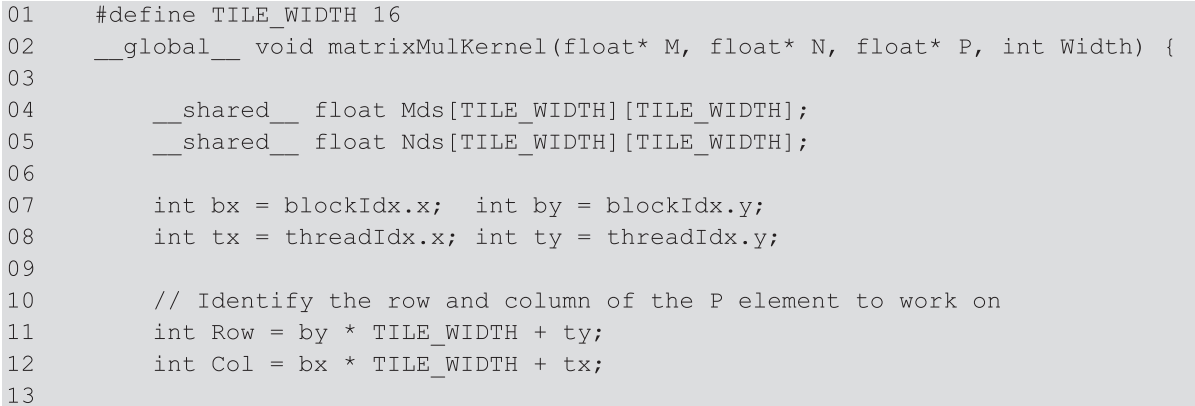 01 #define TILE_WIDTH 16
02 __global__ void matrixMulKernel(float* M, float* N, float* P, int Width) {
03
04 __shared__ float Mds[TILE_WIDTH][TILE_WIDTH];
05 __shared__ float Nds[TILE_WIDTH][TILE_WIDTH];
06
07 int bx = blockIdx.x; int by = blockIdx.y;
08 int tx = threadIdx.x; int ty = threadIdx.y;
09
10 // Identify the row and column of the P element to work on
11 int Row = by * TILE_WIDTH + ty;
12 int Col = bx * TILE_WIDTH + tx;
13